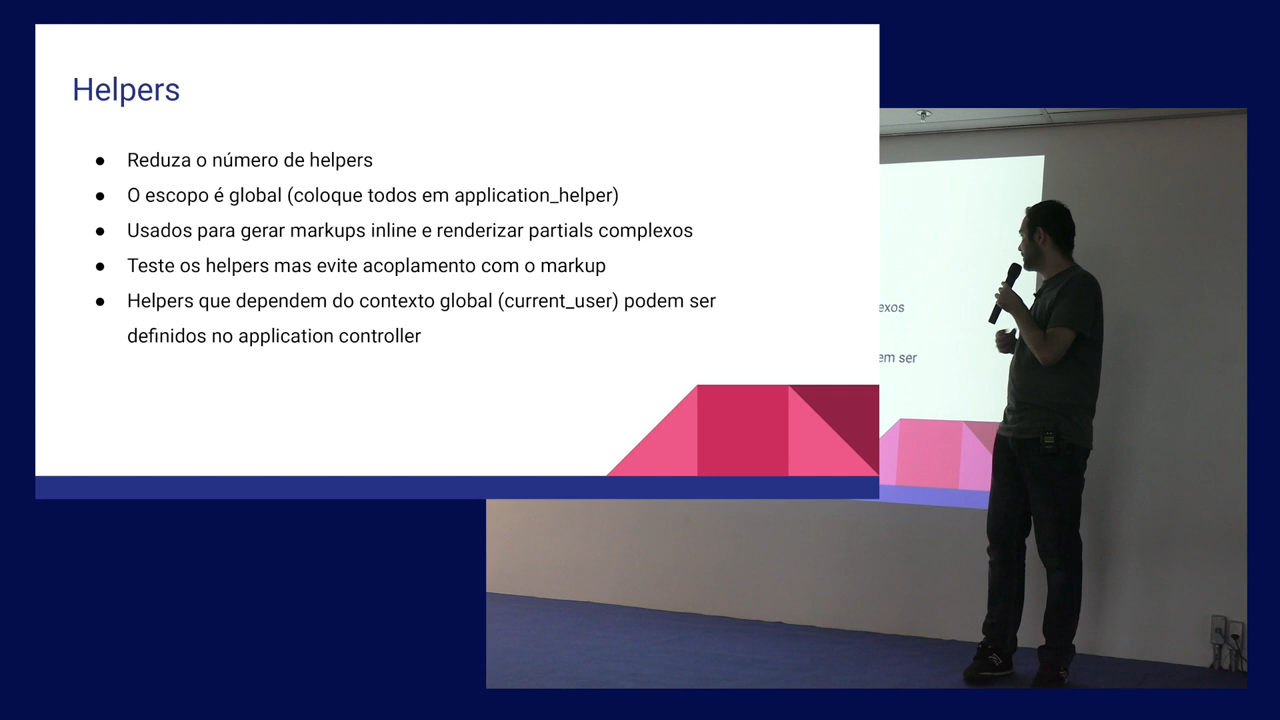 Helpers
● Reduza o número de helpers
● O escopo é global (coloque todos em application_helper)
● Usados para gerar markups inline e renderizar partials complexos
● Teste os helpers mas evite acoplamento com o markup
● Helpers que dependem do contexto global (current_user) podem ser
definidos no application controller
exos
em ser